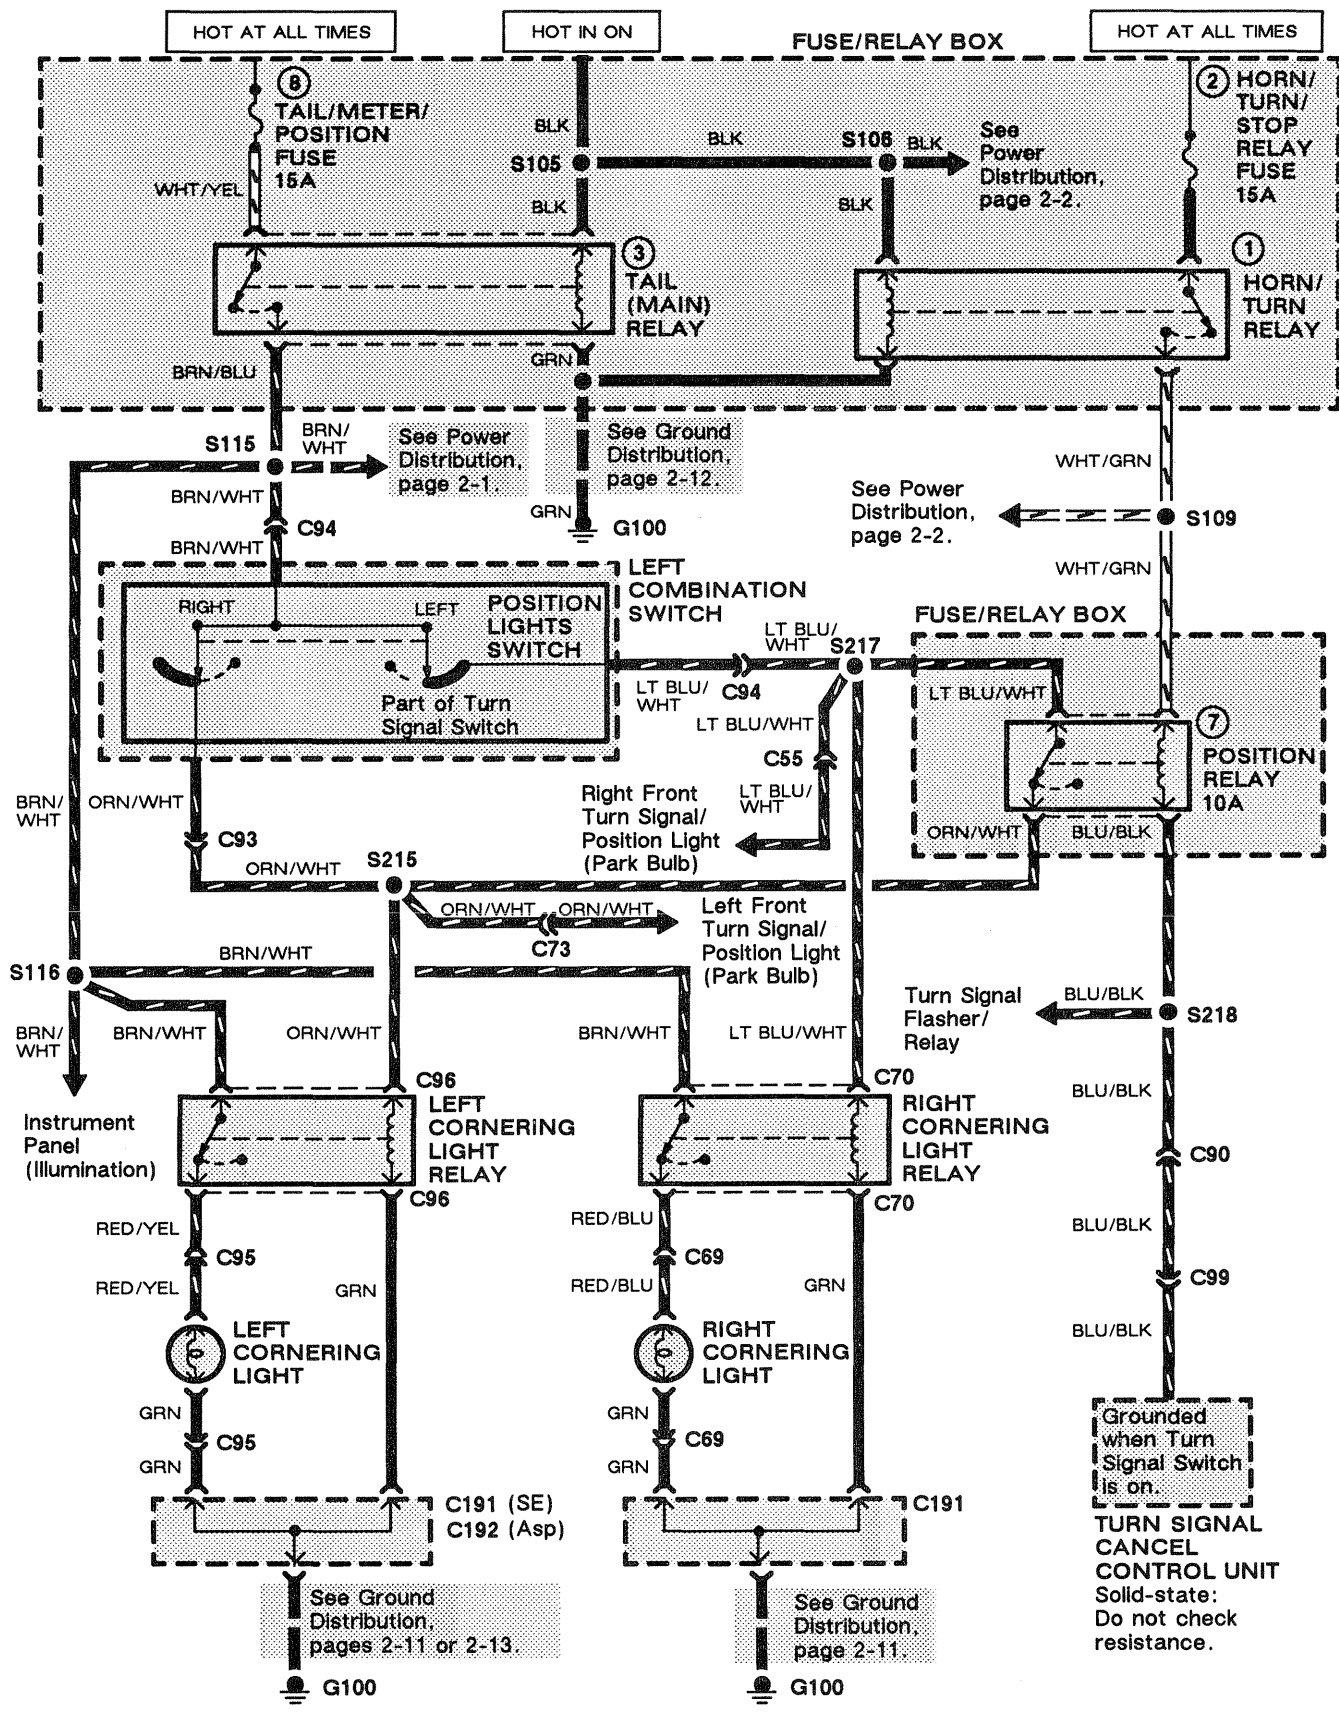 HOT AT ALL TIMES
HOT IN ON
HOT AT ALL TIMES
FUSE/RELAY BOX
8
TAIL/METER/
POSITION
FUSE
15A
WHT/YEL
BLK
S105
BLK
BLK
S106
BLK
BLK
See
Power
Distribution,
page 2-2.
2
HORN/
TURN/
STOP
RELAY
FUSE
15A
3
TAIL
(MAIN)
RELAY
1
HORN/
TURN
RELAY
BRN/BLU
GRN
S115
BRN/
WHT
See Power
Distribution,
page 2-1.
See Ground
Distribution,
page 2-12.
BRN/WHT
C94
BRN/WHT
GRN
G100
WHT/GRN
See Power
Distribution,
page 2-2.
S109
WHT/GRN
LEFT
COMBINATION
SWITCH
RIGHT
LEFT
POSITION
LIGHTS
SWITCH
Part of Turn
Signal Switch
LT BLU/
WHT
C94
LT BLU/
WHT
S217
FUSE/RELAY BOX
LT BLU/WHT
LT BLU/WHT
C55
LT BLU/
WHT
7
POSITION
RELAY
10A
Right Front
Turn Signal/
Position Light
(Park Bulb)
ORN/WHT
BLU/BLK
BRN/
WHT
ORN/WHT
C93
ORN/WHT
S215
ORN/WHT
ORN/WHT
C73
Left Front
Turn Signal/
Position Light
(Park Bulb)
S116
BRN/WHT
BRN/
WHT
BRN/WHT
ORN/WHT
BRN/WHT
LT BLU/WHT
Turn Signal
Flasher/
Relay
BLU/BLK
S218
Instrument
Panel
(Illumination)
C96
LEFT
CORNERING
LIGHT
RELAY
C96
C70
RIGHT
CORNERING
LIGHT
RELAY
C70
BLU/BLK
C90
BLU/BLK
C99
BLU/BLK
RED/YEL
C95
RED/YEL
GRN
RED/BLU
C69
RED/BLU
GRN
LEFT
CORNERING
LIGHT
RIGHT
CORNERING
LIGHT
GRN
C95
GRN
GRN
C69
GRN
Grounded
when Turn
Signal Switch
is on.
C191 (SE)
C192 (Asp)
C191
TURN SIGNAL
CANCEL
CONTROL UNIT
Solid-state:
Do not check
resistance.
See Ground
Distribution,
pages 2-11 or 2-13.
See Ground
Distribution,
page 2-11.
G100
G100